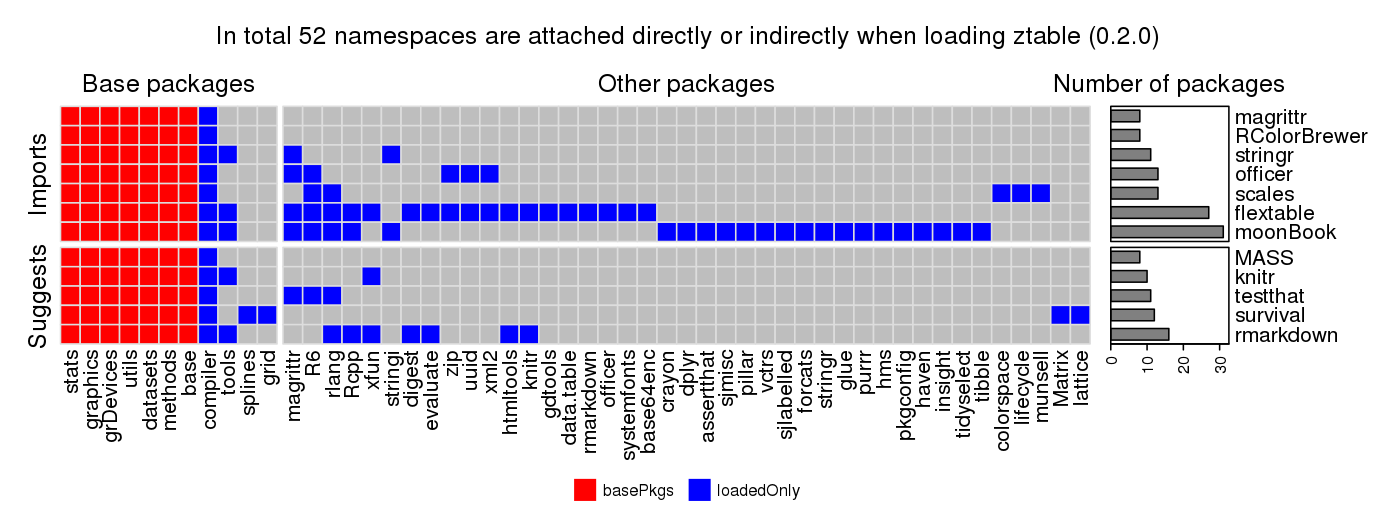 In total 52 namespaces are attached directly or indirectly when loading ztable (0.2.0)
Base packages
Other packages
Number of packages
Imports
Suggests
magrittr
RColorBrewer
stringr
officer
scales
flextable
moonBook
MASS
knitr
testthat
survival
rmarkdown
0
10
20
30
stats
graphics
grDevices
utils
datasets
methods
base
compiler
tools
splines
grid
magrittr
R6
rlang
Rcpp
xfun
stringi
digest
evaluate
zip
uuid
xml2
htmltools
knitr
gdtools
data.table
rmarkdown
officer
systemfonts
base64enc
crayon
dplyr
assertthat
sjmisc
pillar
vctrs
sjlabelled
forcats
stringr
glue
purrr
hms
pkgconfig
haven
insight
tidyselect
tibble
colorspace
lifecycle
munsell
Matrix
lattice
basePkgs
loadedOnly